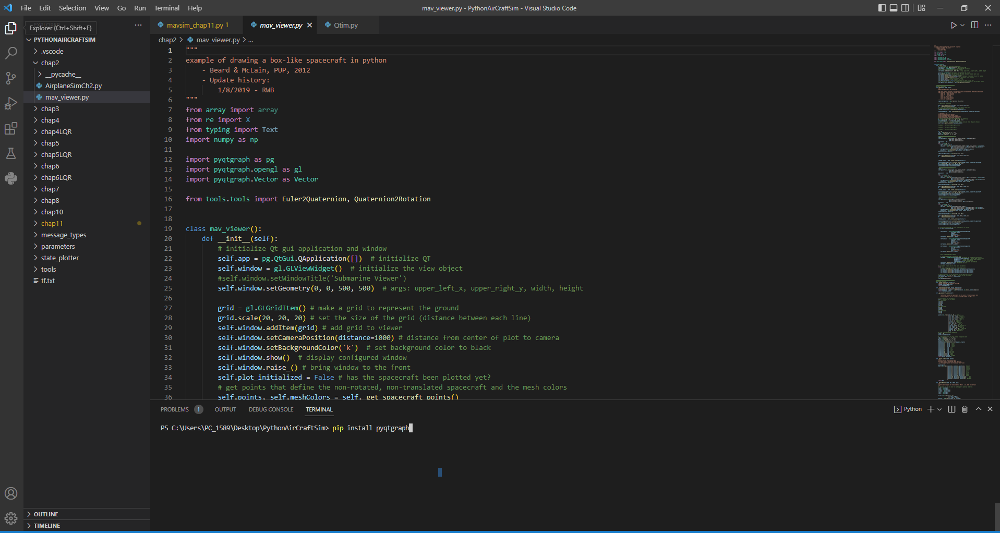 File Edit Selection View Go Run Terminal Help
mav_viewer.py - PythonAirCraftSim - Visual Studio Code
Explorer (Ctrl+Shift+E)
PYTHONAIRCRAFTSIM
.vscode
chap2
__pycache__
AirplaneSimCh2.py
mav_viewer.py
chap3
chap4
chap4LQR
chap5
chap5LQR
chap6
chap6LQR
chap7
chap8
chap10
chap11
message_types
parameters
state_plotter
tools
tf.txt
OUTLINE
TIMELINE
mavsim_chap11.py 1
mav_viewer.py
Qtim.py
chap2 > mav_viewer.py > ...
1 """
2 example of drawing a box-like spacecraft in python
3     - Beard & McLain, PUP, 2012
4     - Update history:
5         1/8/2019 - RWB
6 """
7 from array import array
8 from re import X
9 from typing import Text
10 import numpy as np
11
12 import pyqtgraph as pg
13 import pyqtgraph.opengl as gl
14 import pyqtgraph.Vector as Vector
15
16 from tools.tools import Euler2Quaternion, Quaternion2Rotation
17
18
19 class mav_viewer():
20     def __init__(self):
21         # initialize Qt gui application and window
22         self.app = pg.QtGui.QApplication([])  # initialize QT
23         self.window = gl.GLViewWidget()  # initialize the view object
24         #self.window.setWindowTitle('Submarine Viewer')
25         self.window.setGeometry(0, 0, 500, 500)  # args: upper_left_x, upper_right_y, width, height
26
27         grid = gl.GLGridItem() # make a grid to represent the ground
28         grid.scale(20, 20, 20) # set the size of the grid (distance between each line)
29         self.window.addItem(grid) # add grid to viewer
30         self.window.setCameraPosition(distance=1000) # distance from center of plot to camera
31         self.window.setBackgroundColor('k')  # set background color to black
32         self.window.show()  # display configured window
33         self.window.raise_() # bring window to the front
34         self.plot_initialized = False # has the spacecraft been plotted yet?
35         # get points that define the non-rotated, non-translated spacecraft and the mesh colors
36         self.points, self.meshColors = self._get_spacecraft_points()
PROBLEMS 1 OUTPUT DEBUG CONSOLE TERMINAL
Python
PS C:\Users\PC_1589\Desktop\PythonAirCraftSim> pip install pyqtgraph